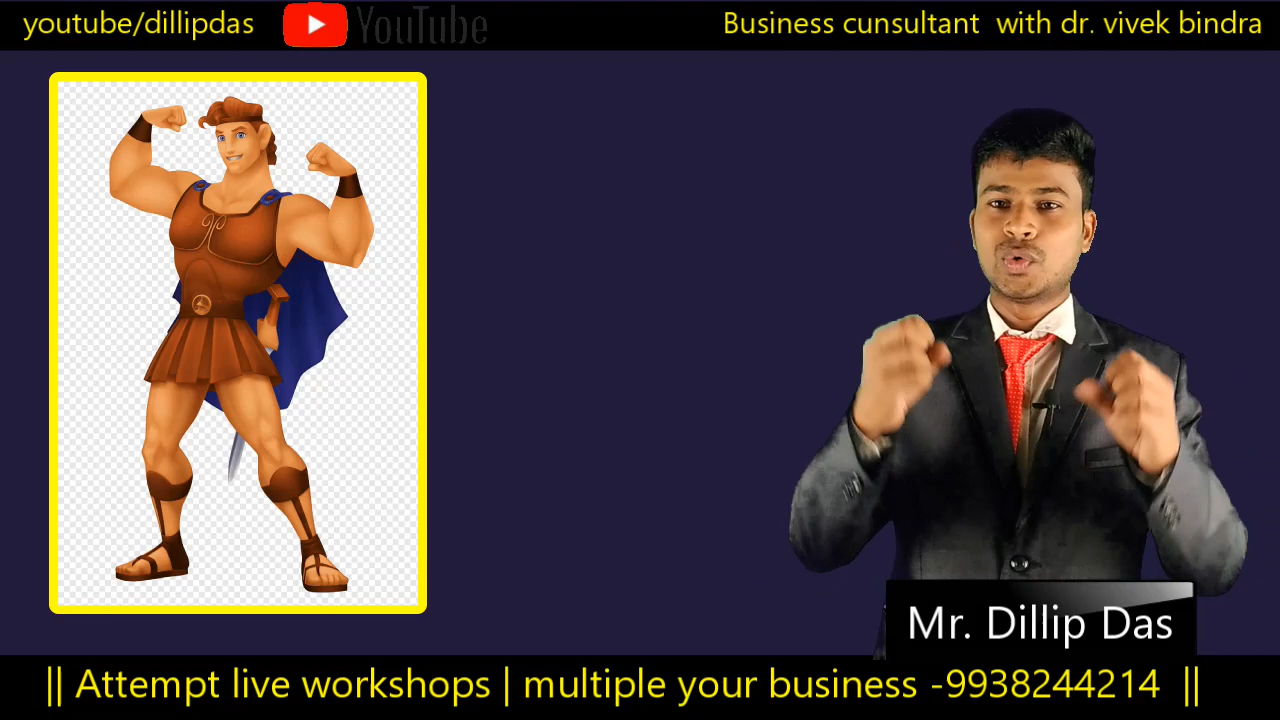 youtube/dillipdas
YouTube
Business cunsultant with dr. vivek bindra
Mr. Dillip Das
|| Attempt live workshops | multiple your business -9938244214 ||